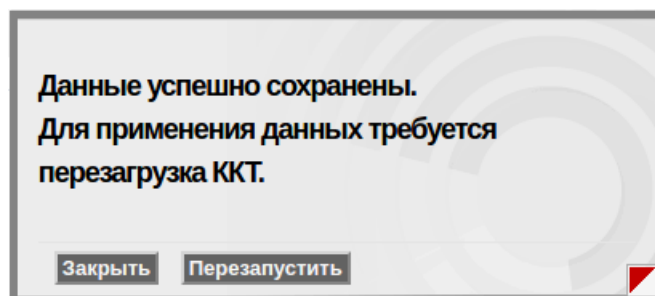 Данные успешно сохранены.
Для применения данных требуется
перезагрузка ККТ.
Закрыть Перезапустить